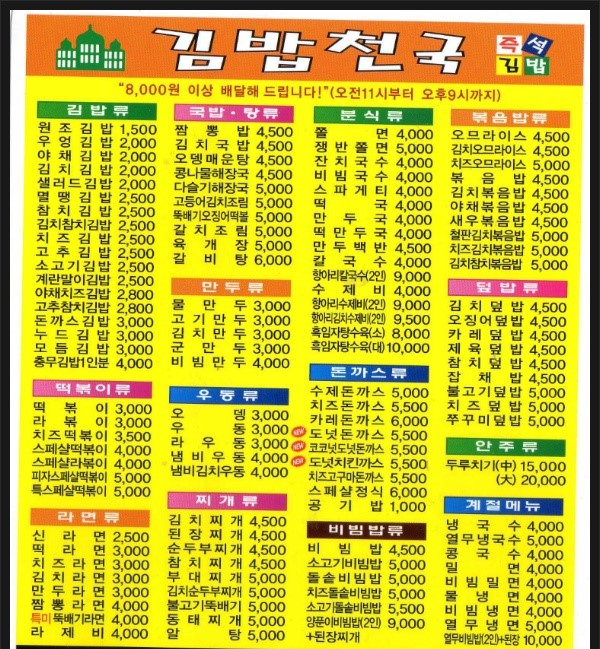 김밥천국
즉석
김밥
"8,000원 이상 배달해 드립니다!"(오전11시부터 오후9시까지)
김밥류
원조김밥 1,500
우엉김밥 2,000
야채김밥 2,000
김치김밥 2,000
샐러드김밥 2,000
멸땡김밥 2,500
참치김밥 2,500
김치참치김밥 2,500
치즈김밥 2,500
고추김밥 2,500
소고기김밥 2,500
계란말이김밥 2,500
야채치즈김밥 2,800
고추참치김밥 2,800
돈까스김밥 3,000
누드김밥 3,000
모음김밥 3,000
충무김밥1인분 4,000
떡볶이류
떡볶이 3,000
라볶이 3,000
치즈떡볶이 3,500
스페샬떡볶이 4,000
스페샬라볶이 4,000
피자스페샬떡볶이 5,000
특스페샬떡볶이 5,000
라면류
신라면 2,500
떡라면 3,000
치즈라면 3,000
김치라면 3,000
만두라면 3,000
짬뽕라면 4,000
특미 뚝배기라면 4,000
라제비 4,000
국밥·탕류
짬뽕밥 4,500
김치국밥 4,500
오뎅매운탕 4,500
콩나물해장국 4,500
다슬기해장국 5,000
고등어김치조림 5,000
뚝배기오징어떡볼 5,000
갈치조림 5,000
육개장 5,000
갈비탕 6,000
만두류
물만두 3,000
고기만두 3,000
김치만두 3,000
군만두 3,000
비빔만두 4,000
우동류
오뎅 3,000
우동 3,000
라우동 3,000
냄비우동 4,000
냄비김치우동 4,000
찌개류
김치찌개 4,500
된장찌개 4,500
순두부찌개 4,500
참치찌개 4,500
부대찌개 5,000
김치순두부찌개 5,000
불고기뚝배기 5,000
동태찌개 5,000
알탕 5,000
분식류
쫄면 4,000
쟁반쫄면 5,000
잔치국수 4,000
비빔국수 4,000
스파게티 4,000
떡국 4,000
만두국 4,000
떡만두국 4,000
만두백반 4,500
칼국수 4,000
항아리칼국수(2인) 9,000
수제비 4,000
항아리수제비(2인) 9,000
항아리김치수제비(2인) 9,500
흑임자탕수육(소) 8,000
흑임자탕수육(대) 10,000
돈까스류
수제돈까스 5,500
치즈돈까스 5,500
카레돈까스 6,000
NEW 도넛돈까스 5,500
NEW 코코넛도넛돈까스 5,500
NEW 도넛치킨까스 5,500
치즈고구마돈까스 5,500
스페샬정식 6,000
공기밥 1,000
비빔밥류
비빔밥 4,500
소고기비빔밥 5,000
돌솥비빔밥 5,000
치즈돌솥비빔밥 5,500
소고기돌솥비빔밥 5,500
양푼이비빔밥(2인) 9,000
+된장찌개
볶음밥류
오므라이스 4,500
김치오므라이스 4,500
치즈오므라이스 5,000
볶음밥 4,500
김치볶음밥 4,500
야채볶음밥 4,500
새우볶음밥 4,500
철판김치볶음밥 5,000
치즈김치볶음밥 5,000
김치참치볶음밥 5,000
덮밥류
김치덮밥 4,500
오징어덮밥 4,500
카레덮밥 4,500
제육덮밥 4,500
참치덮밥 4,500
잡채밥 4,500
불고기덮밥 5,000
치즈덮밥 5,000
쭈꾸미덮밥 5,000
안주류
두루치기(中) 15,000
(大) 20,000
계절메뉴
냉국수 4,000
열무냉국수 5,000
콩국수 4,000
밀면 4,000
비빔밀면 4,000
물냉면 4,000
비빔냉면 4,000
열무냉면 5,000
열무비빔밥(2인)+된장 10,000